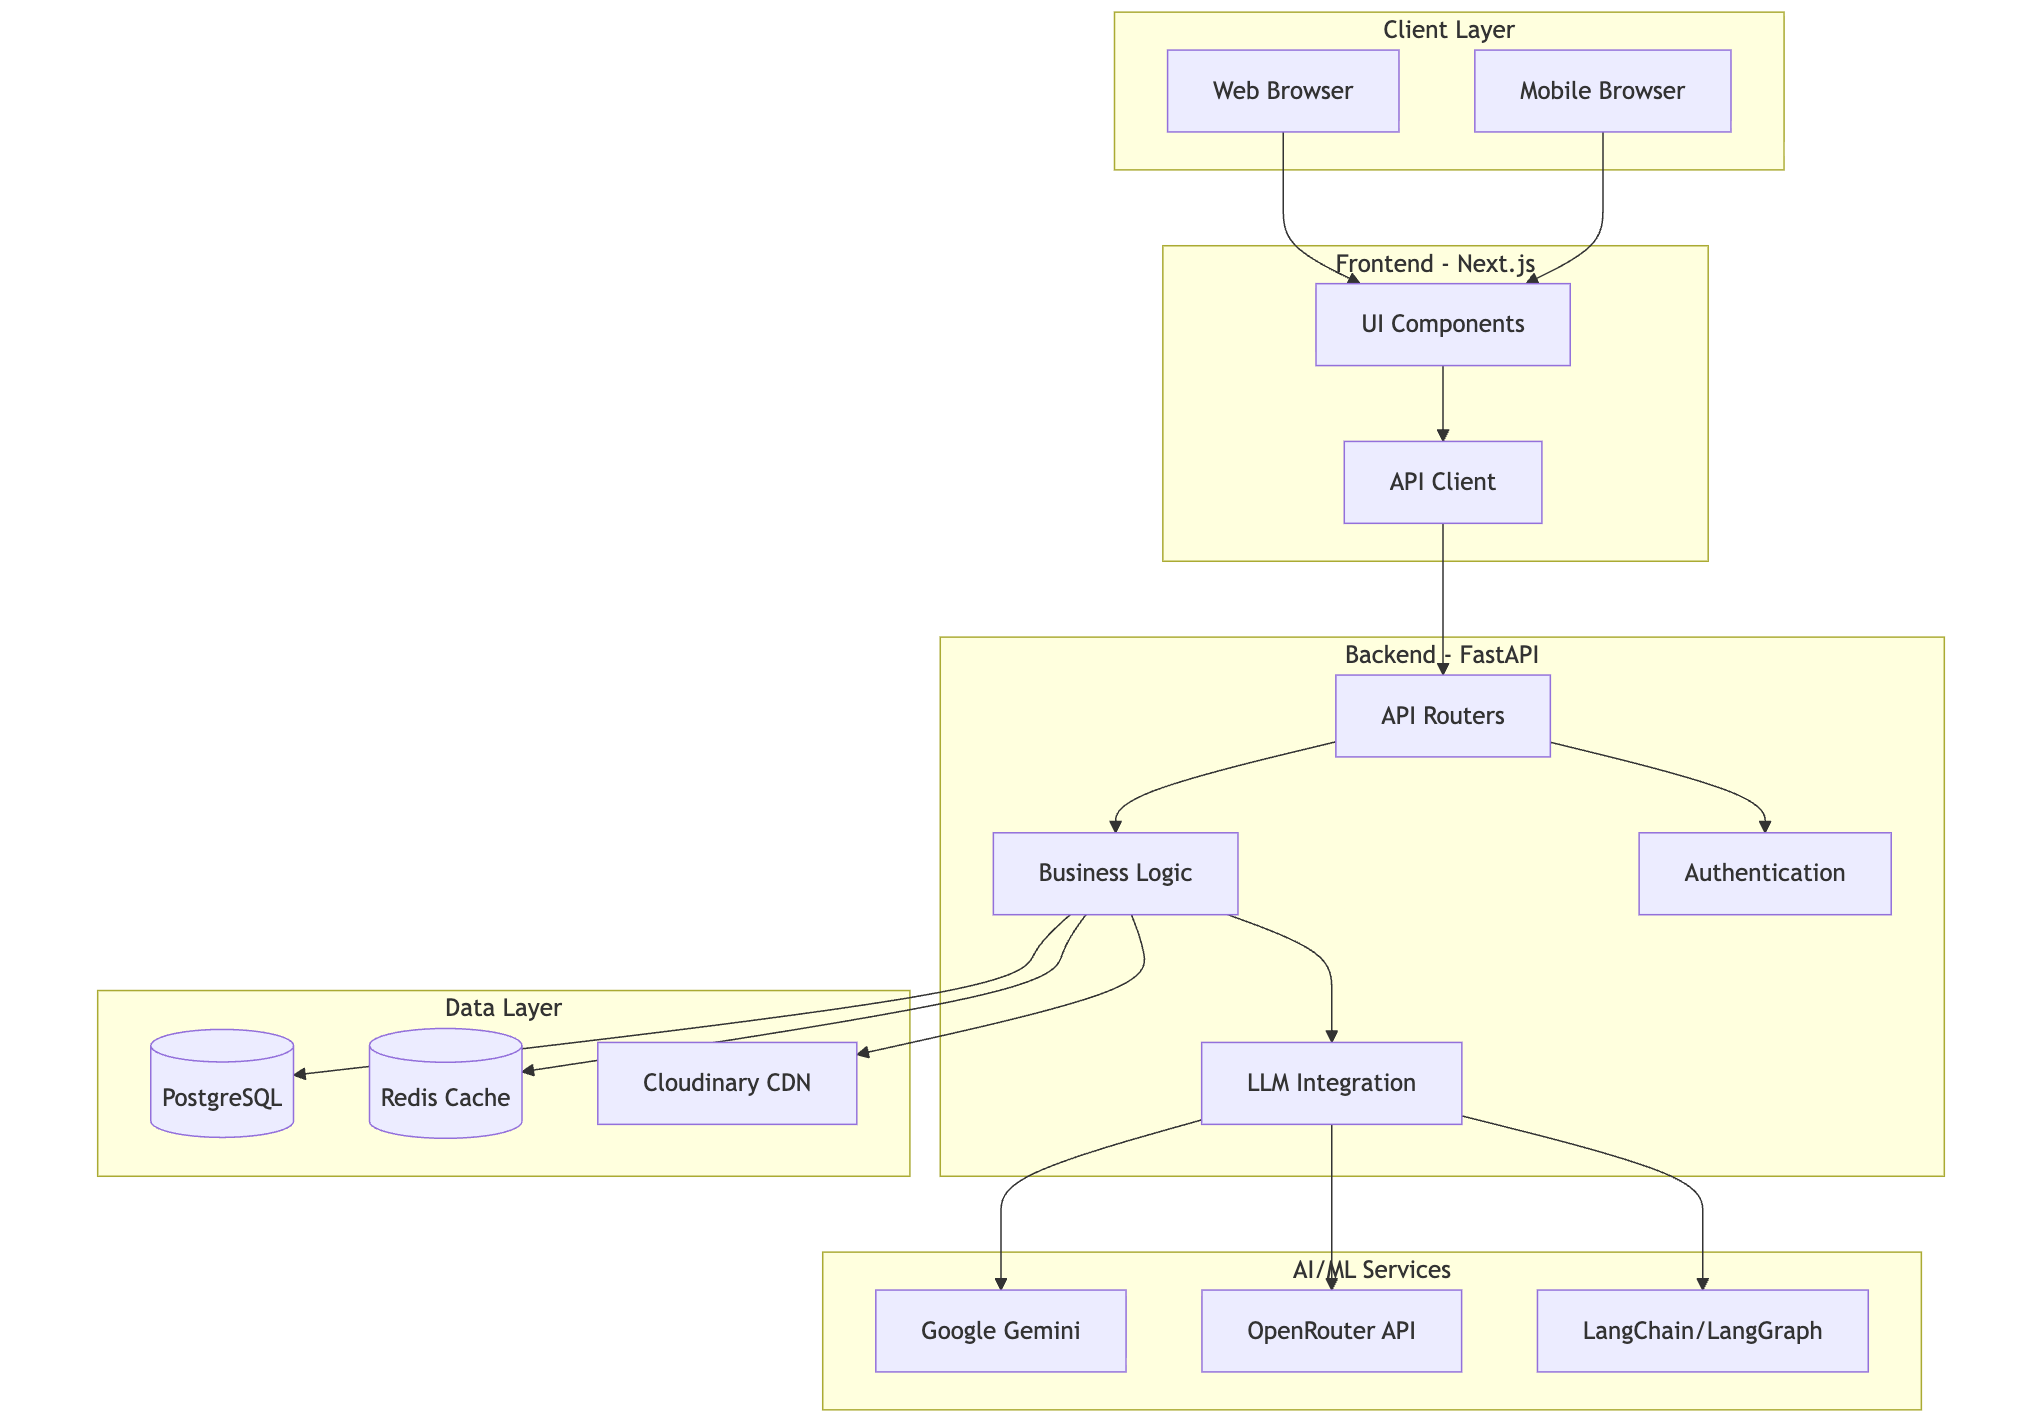 Client Layer
Web Browser
Mobile Browser
Frontend - Next.js
UI Components
API Client
Backend - FastAPI
API Routers
Business Logic
Authentication
Data Layer
PostgreSQL
Redis Cache
Cloudinary CDN
LLM Integration
AI/ML Services
Google Gemini
OpenRouter API
LangChain/LangGraph